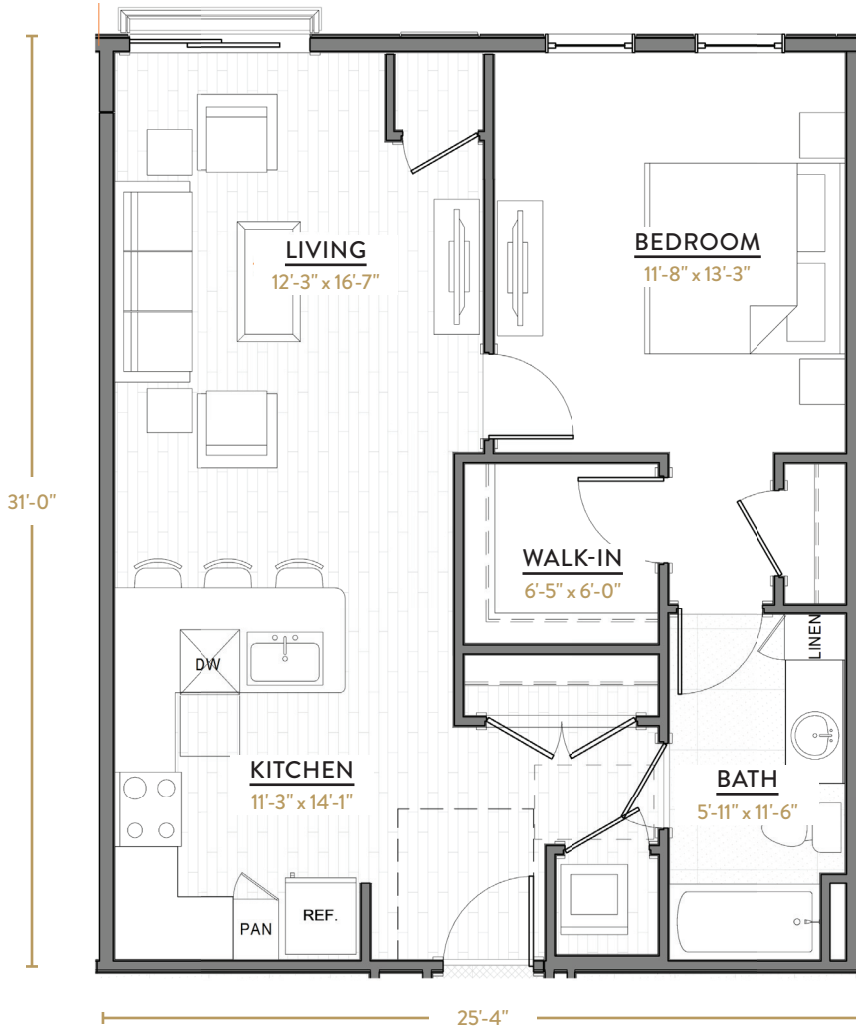 LIVING
12'-3" x 16'-7"
BEDROOM
11'-8" x 13'-3"
31'-0"
WALK-IN
6'-5" x 6'-0"
LINEN
DW
KITCHEN
11'-3" x 14'-1"
BATH
5'-11" x 11'-6"
PAN
REF.
25'-4"